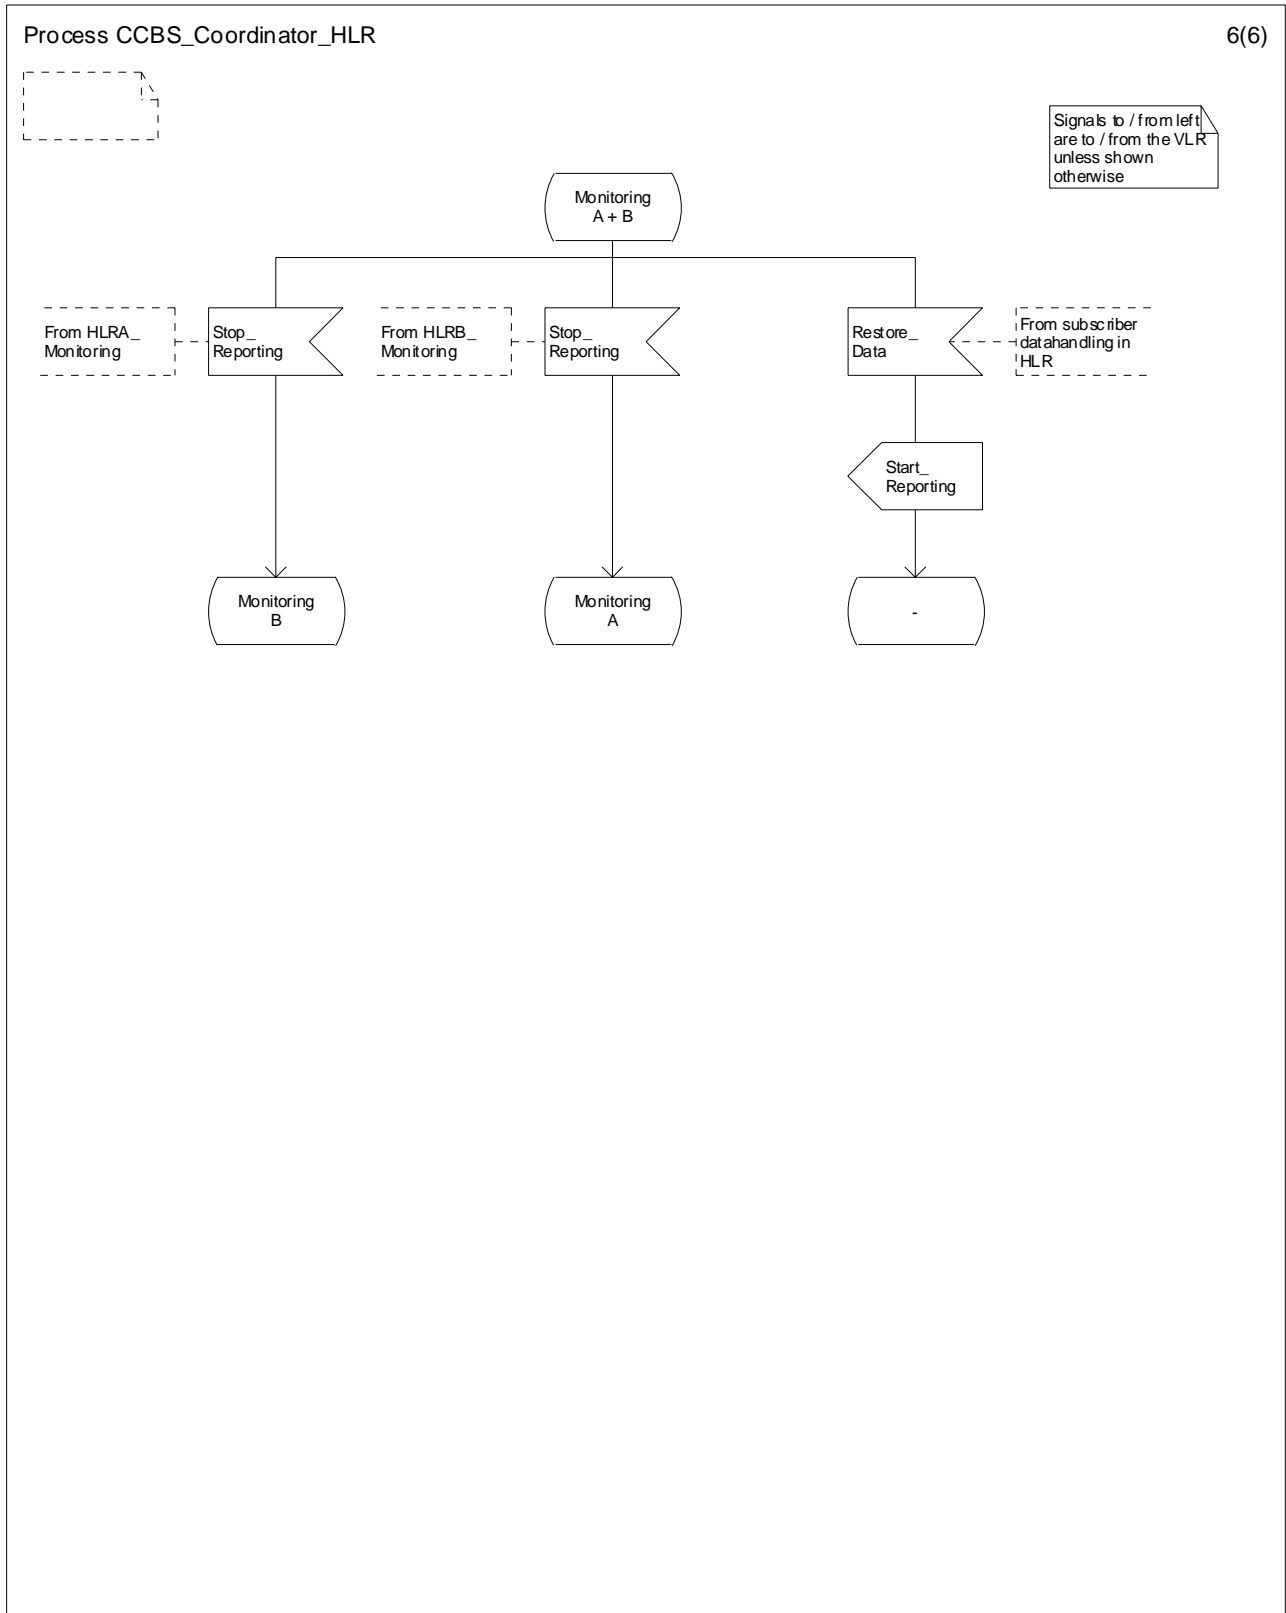 Process CCBS_Coordinator_HLR
6(6)
Signals to / from left
are to / from the VLR
unless shown
otherwise
Monitoring
A + B
From HLRA_
Monitoring
Stop_
Reporting
From HLRB_
Monitoring
Stop_
Reporting
Restore_
Data
From subscriber
datahandling in
HLR
Start_
Reporting
Monitoring
B
Monitoring
A
-